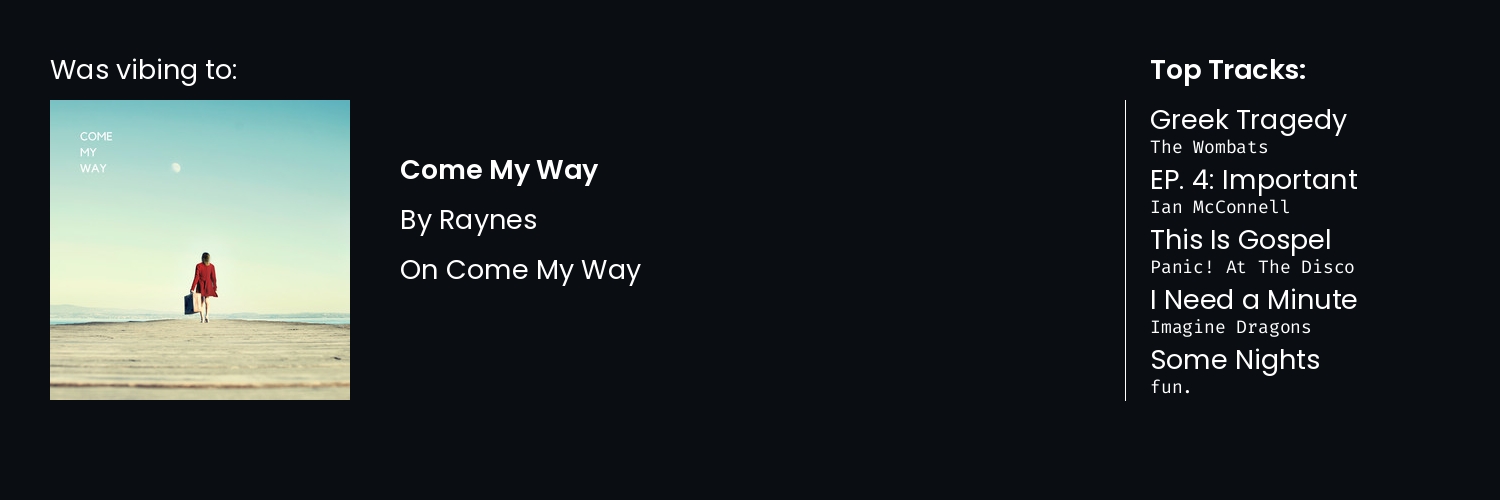 Was vibing to:
COME
MY
WAY
Come My Way
By Raynes
On Come My Way
Top Tracks:
Greek Tragedy
The Wombats
EP. 4: Important
Ian McConnell
This Is Gospel
Panic! At The Disco
I Need a Minute
Imagine Dragons
Some Nights
fun.